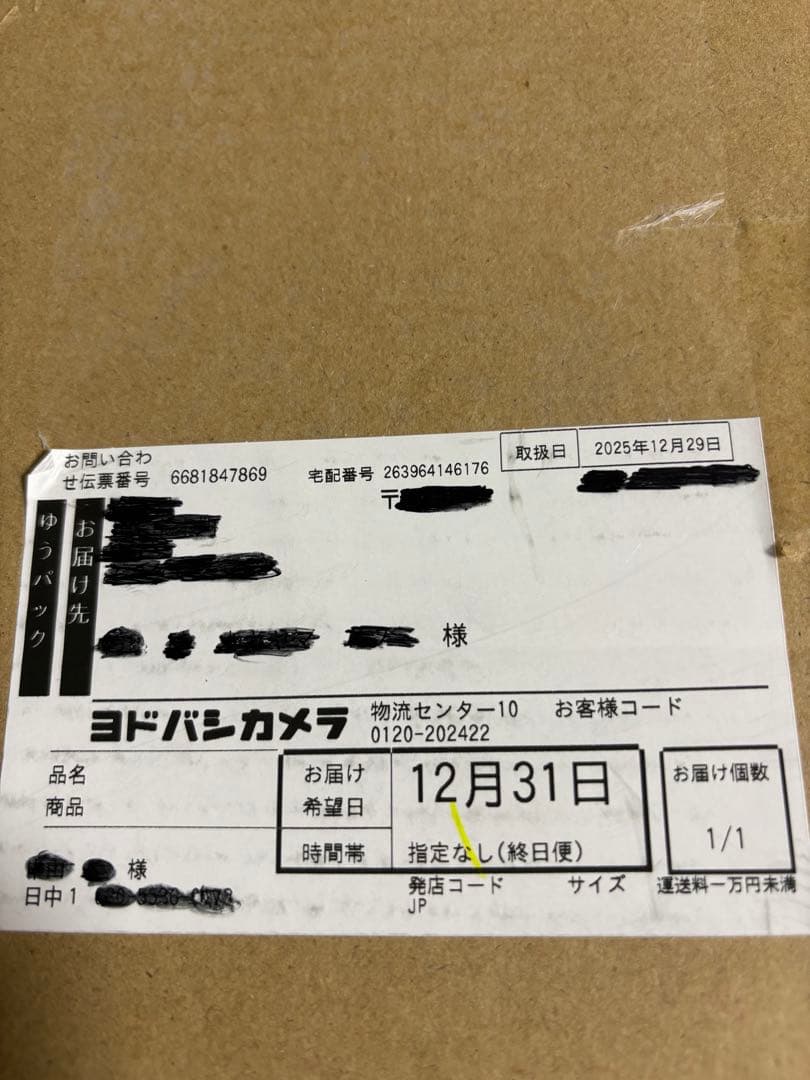 お問い合わ
せ伝票番号 6681847869 宅配番号 263964146176 取扱日 2025年12月29日
〒
ゆうパック
お届け先
様
ヨドバシカメラ 物流センター10 お客様コード
0120-202422
品名
商品
お届け
希望日 12月31日
お届け個数
1/1
時間帯 指定なし(終日便)
様
日中1
発店コード サイズ 運送料一万円未満
JP